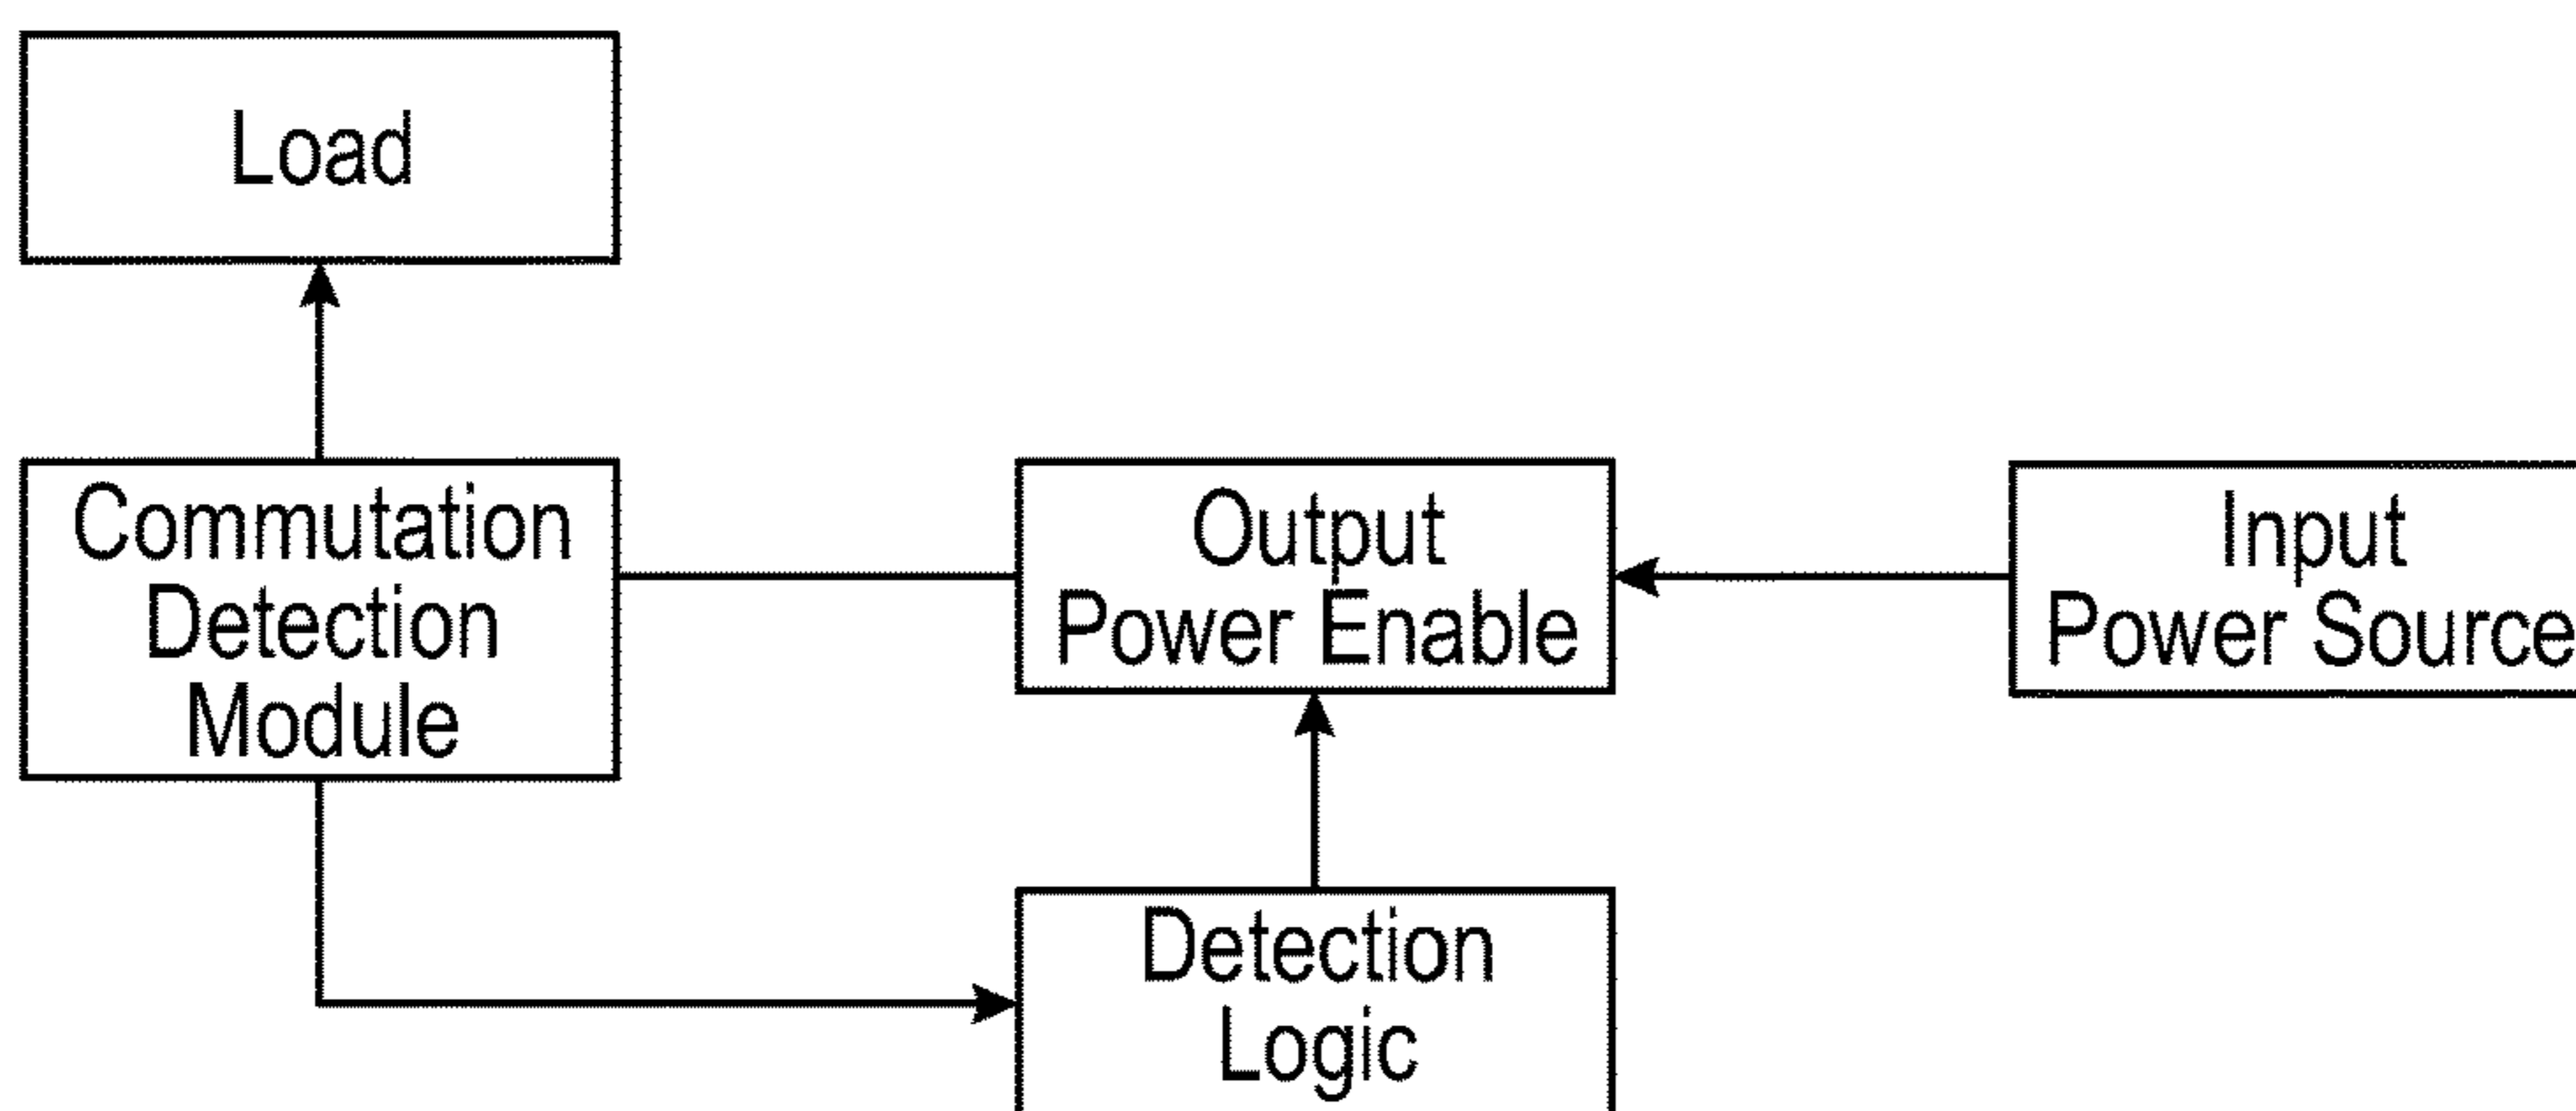 Load
Commutation
Detection
Module
Output
Power Enable
Input
Power Source
Detection
Logic